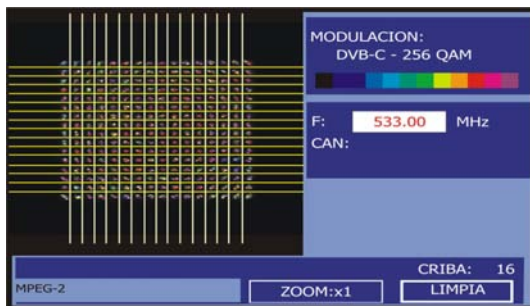 MODULACION:
DVB-C - 256 QAM
F: 533.00 MHz
CAN:
CRIBA: 16
MPEG-2
ZOOM:x1
LIMPIA